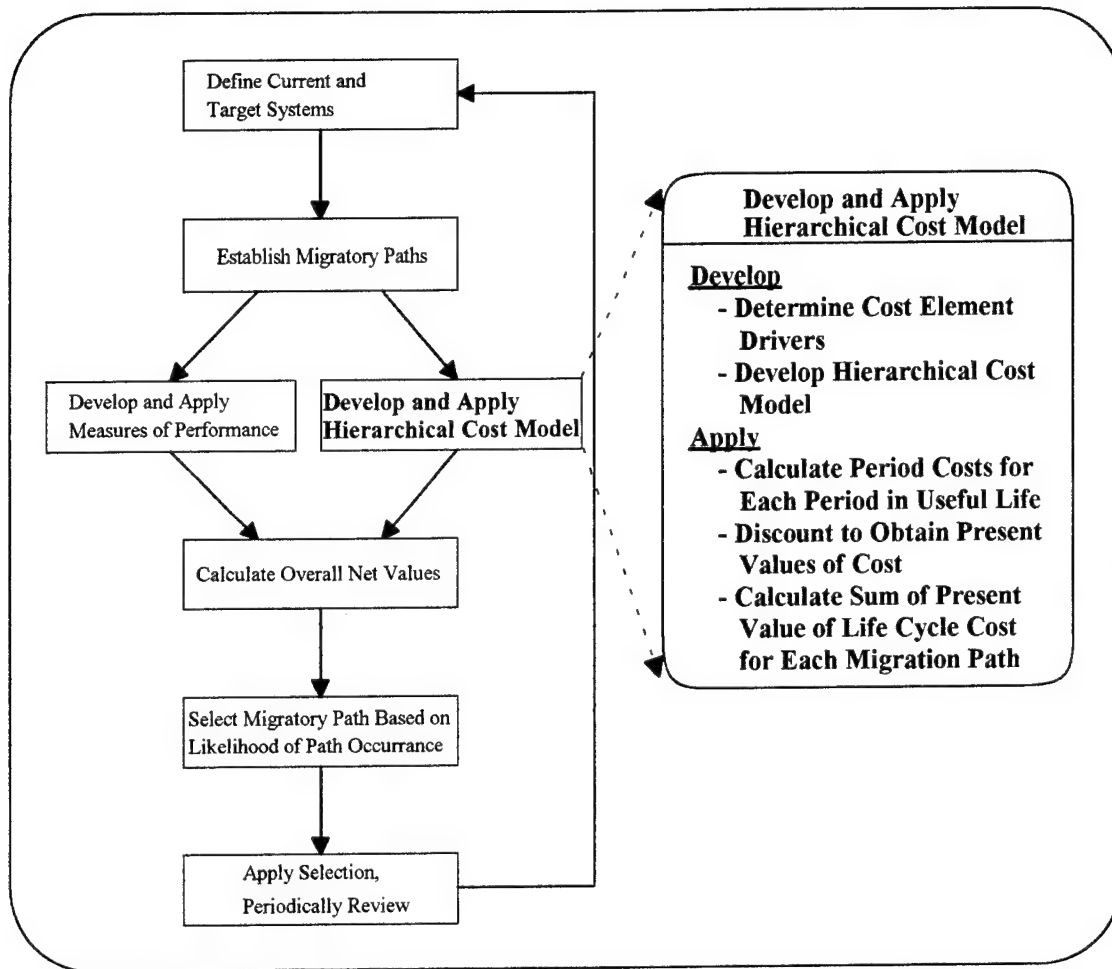 Define Current and
Target Systems
Establish Migratory Paths
Develop and Apply
Measures of Performance
Develop and Apply
Hierarchical Cost Model
Calculate Overall Net Values
Select Migratory Path Based on
Likelihood of Path Occurrance
Apply Selection,
Periodically Review
Develop and Apply
Hierarchical Cost Model
Develop
- Determine Cost Element
Drivers
- Develop Hierarchical Cost
Model
Apply
- Calculate Period Costs for
Each Period in Useful Life
- Discount to Obtain Present
Values of Cost
- Calculate Sum of Present
Value of Life Cycle Cost
for Each Migration Path